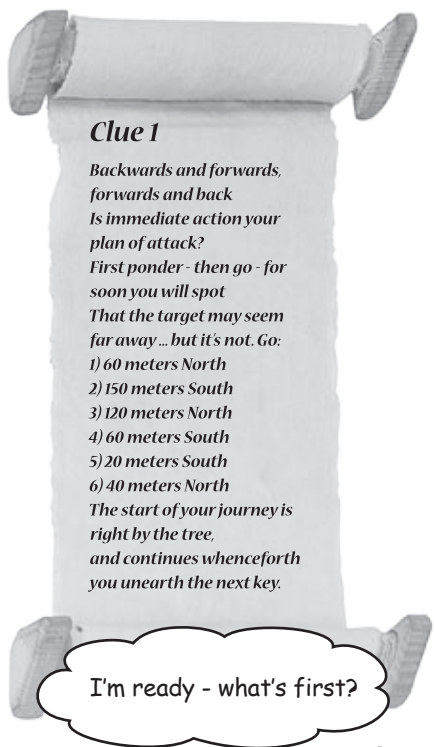 Clue 1
Backwards and forwards,
forwards and back
Is immediate action your
plan of attack?
First ponder - then go - for
soon you will spot
That the target may seem
far away ... but it's not. Go:
1) 60 meters North
2) 150 meters South
3) 120 meters North
4) 60 meters South
5) 20 meters South
6) 40 meters North
The start of your journey is
right by the tree,
and continues whenceforth
you unearth the next key.
I'm ready - what's first?